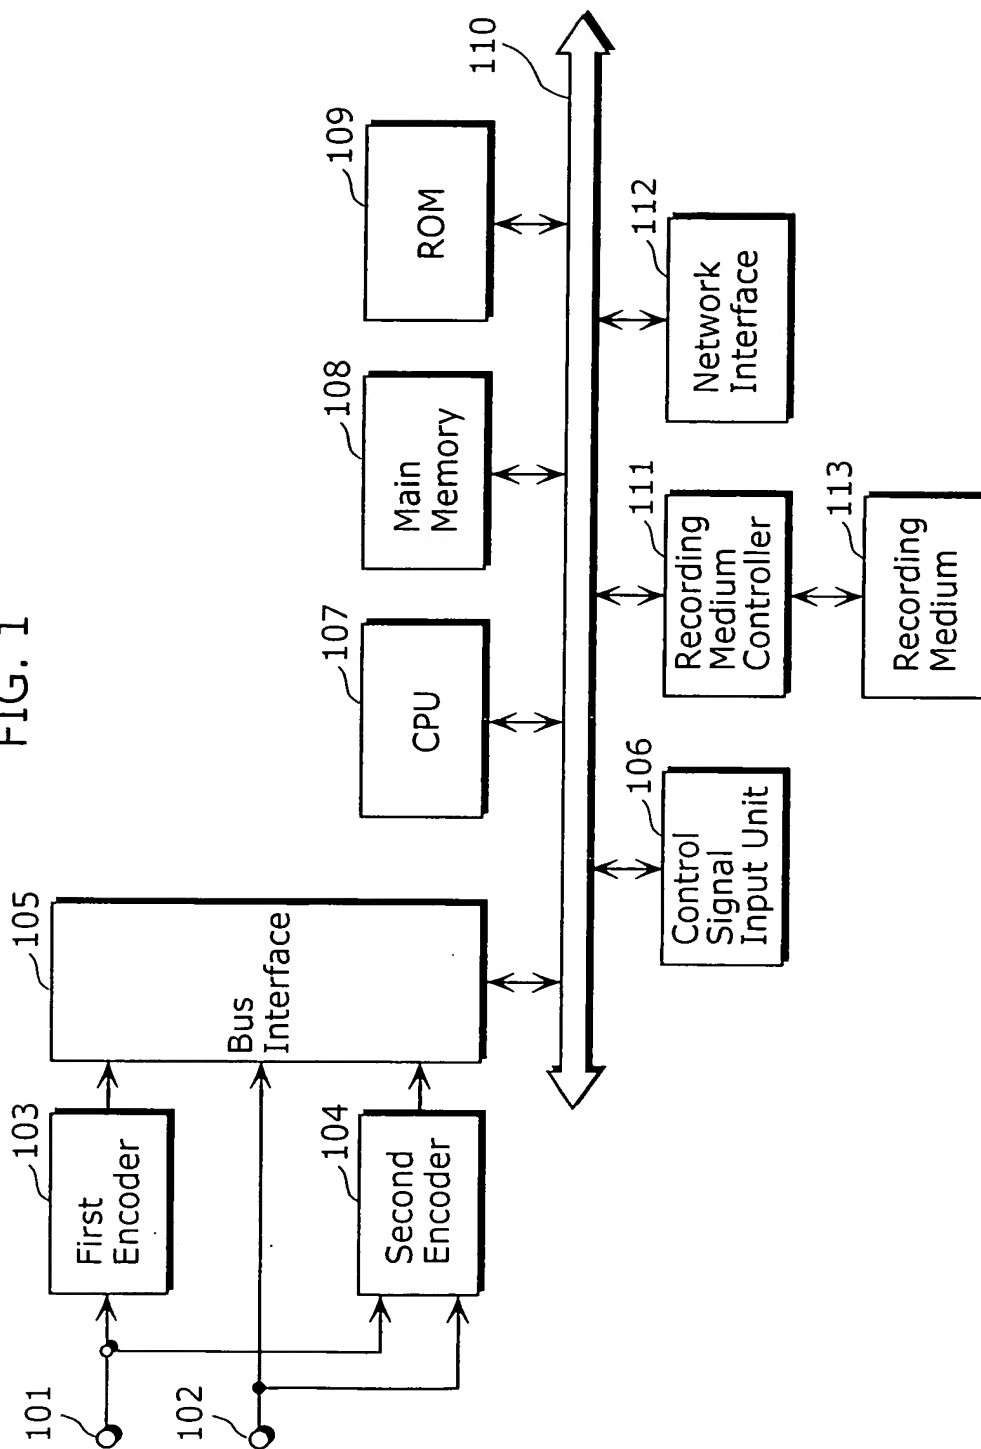 FIG. 1
101
102
103
First
Encoder
104
Second
Encoder
105
Bus
Interface
107
CPU
108
Main
Memory
109
ROM
110
106
Control
Signal
Input Unit
111
Recording
Medium
Controller
112
Network
Interface
113
Recording
Medium